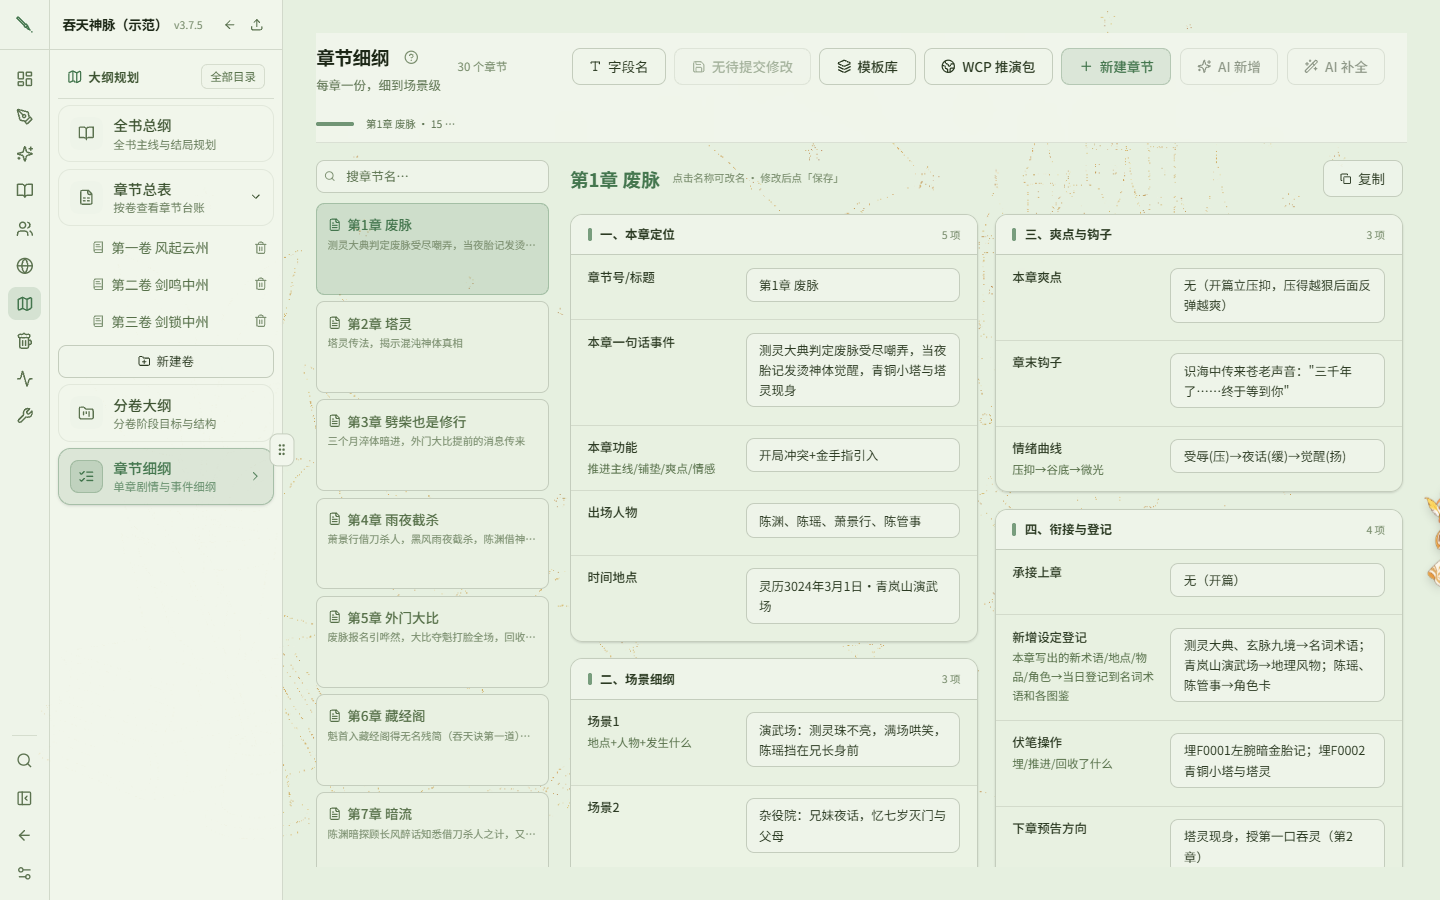 吞天神脉（示范） v3.7.5
大纲规划
全部目录
全书总纲
全书主线与结局规划
章节总表
按卷查看章节台账
第一卷 风起云州
第二卷 剑鸣中州
第三卷 剑锁中州
新建卷
分卷大纲
分卷阶段目标与结构
章节细纲
单章剧情与事件细纲
章节细纲
30 个章节
每章一份，细到场景级
字段名
无待提交修改
模板库
WCP 推演包
新建章节
AI 新增
AI 补全
第1章 废脉 · 15 ···
搜章节名···
第1章 废脉
测灵大典判定废脉受尽嘲弄，当夜胎记发烫···
第2章 塔灵
塔灵传法，揭示混沌神体真相
第3章 劈柴也是修行
三个月淬体暗进，外门大比提前的消息传来
第4章 雨夜截杀
萧景行借刀杀人，黑风雨夜截杀，陈渊借神···
第5章 外门大比
废脉报名引哗然，大比夺魁打脸全场，回收···
第6章 藏经阁
魁首入藏经阁得无名残简（吞天诀第一道）···
第7章 暗流
陈渊暗探顾长风醉话知悉借刀杀人之计，又···
第1章 废脉
点击名称可改名 · 修改后点「保存」
复制
一、本章定位
5 项
章节号/标题
第1章 废脉
本章一句话事件
测灵大典判定废脉受尽嘲弄，当夜
胎记发烫神体觉醒，青铜小塔与塔
灵现身
本章功能
推进主线/铺垫/爽点/情感
开局冲突+金手指引入
出场人物
陈渊、陈瑶、萧景行、陈管事
时间地点
灵历3024年3月1日·青岚山演武
场
二、场景细纲
3 项
场景1
地点+人物+发生什么
演武场：测灵珠不亮，满场哄笑，
陈瑶挡在兄长身前
场景2
杂役院：兄妹夜话，忆七岁灭门与
父母
三、爽点与钩子
3 项
本章爽点
无（开篇立压抑，压得越狠后面反
弹越爽）
章末钩子
识海中传来苍老声音："三千年
了……终于等到你"
情绪曲线
压抑→谷底→微光
受辱(压)→夜话(缓)→觉醒(扬)
四、衔接与登记
4 项
承接上章
无（开篇）
新增设定登记
本章写出的新术语/地点/物
品/角色→当日登记到名词术
语和各图鉴
测灵大典、玄脉九境→名词术语；
青岚山演武场→地理风物；陈瑶、
陈管事→角色卡
伏笔操作
埋/推进/回收了什么
埋F0001左腕暗金胎记；埋F0002
青铜小塔与塔灵
下章预告方向
塔灵现身，授第一口吞灵（第2
章）